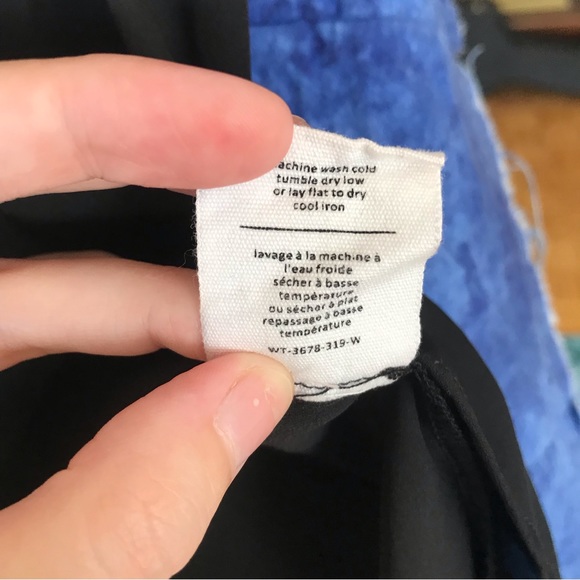 achine wash cold
tumble dry low
or lay flat to dry
cool iron
lavage à la machine à
l'eau froide
sécher à basse
température
ou sécher à plat
repassage à basse
température
WT-3678-319-W